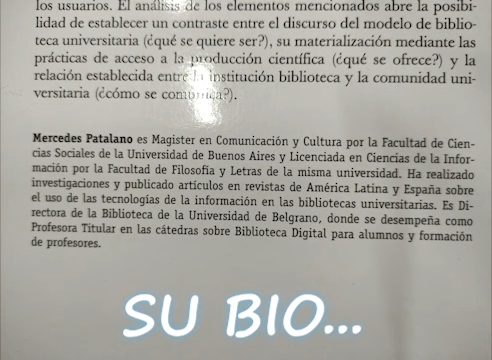 los usuarios. El análisis de los elementos mencionados abre la posibi-
lidad de establecer un contraste entre el discurso del modelo de biblio-
teca universitaria (¿qué se quiere ser?), su materialización mediante las
prácticas de acceso a la producción científica (¿qué se ofrece?) y la
relación establecida entre la institución biblioteca y la comunidad uni-
versitaria (¿cómo se comunica?).
Mercedes Patalano es Magister en Comunicación y Cultura por la Facultad de Cien-
cias Sociales de la Universidad de Buenos Aires y Licenciada en Ciencias de la Infor-
mación por la Facultad de Filosofía y Letras de la misma universidad. Ha realizado
investigaciones y publicado artículos en revistas de América Latina y España sobre
el uso de las tecnologías de la información en las bibliotecas universitarias. Es Di-
rectora de la Biblioteca de la Universidad de Belgrano, donde se desempeña como
Profesora Titular en las cátedras sobre Biblioteca Digital para alumnos y formación
de profesores.
SU BIO...